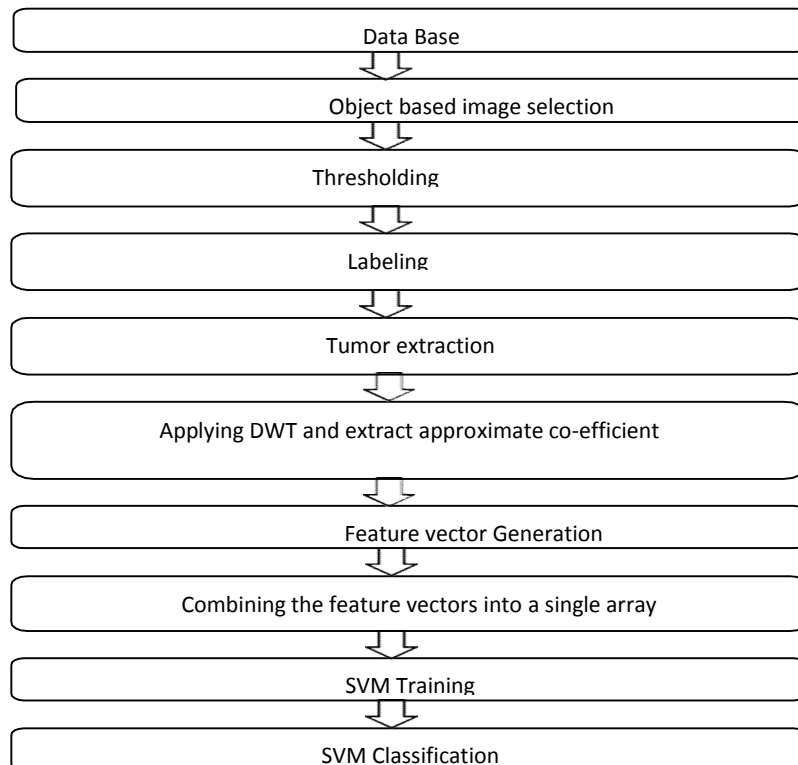 Data Base
Object based image selection
Thresholding
Labeling
Tumor extraction
Applying DWT and extract approximate co-efficient
Feature vector Generation
Combining the feature vectors into a single array
SVM Training
SVM Classification